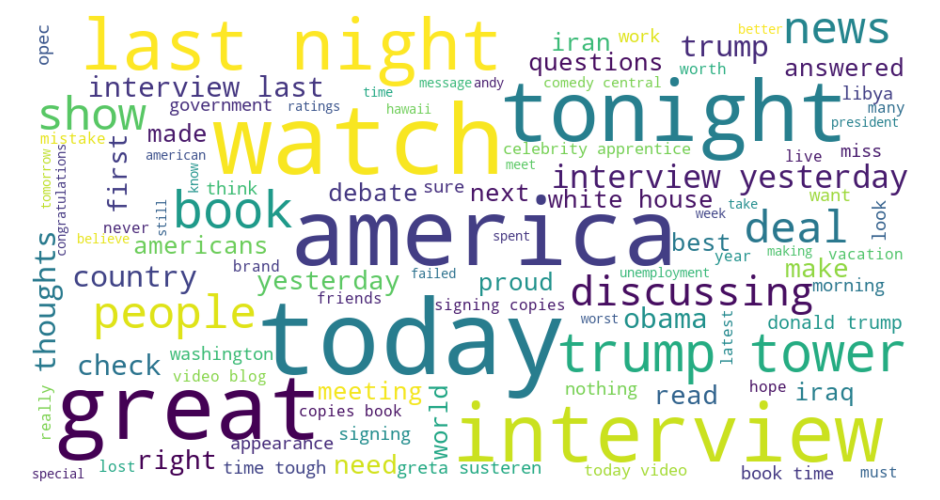 opec
last night
iran
work
trump
better
news
interview last
questions
worth
answered
show
government
ratings
time
message
andy
comedy central
hawaii
libya
many
president
mistake
made
watch
tonight
tomorrow
congratulations
first
american
celebrity apprentice
meet
live
miss
never
still
know
think
book
debate
sure
next
interview yesterday
white house
want
week
take
look
thoughts
believe
americans
america
spent
best
deal
year
making
vacation
country
brand
yesterday
failed
proud
unemployment
make
morning
people
friends
signing copies
discussing
today
worst
obama
latest
donald trump
check
washington
video blog
trump tower
really
great
meeting
copies book
world
nothing
read
hope
iraq
signing
interview
appearance
special
lost
right
time tough
need
greta susteren
today video
book time
must